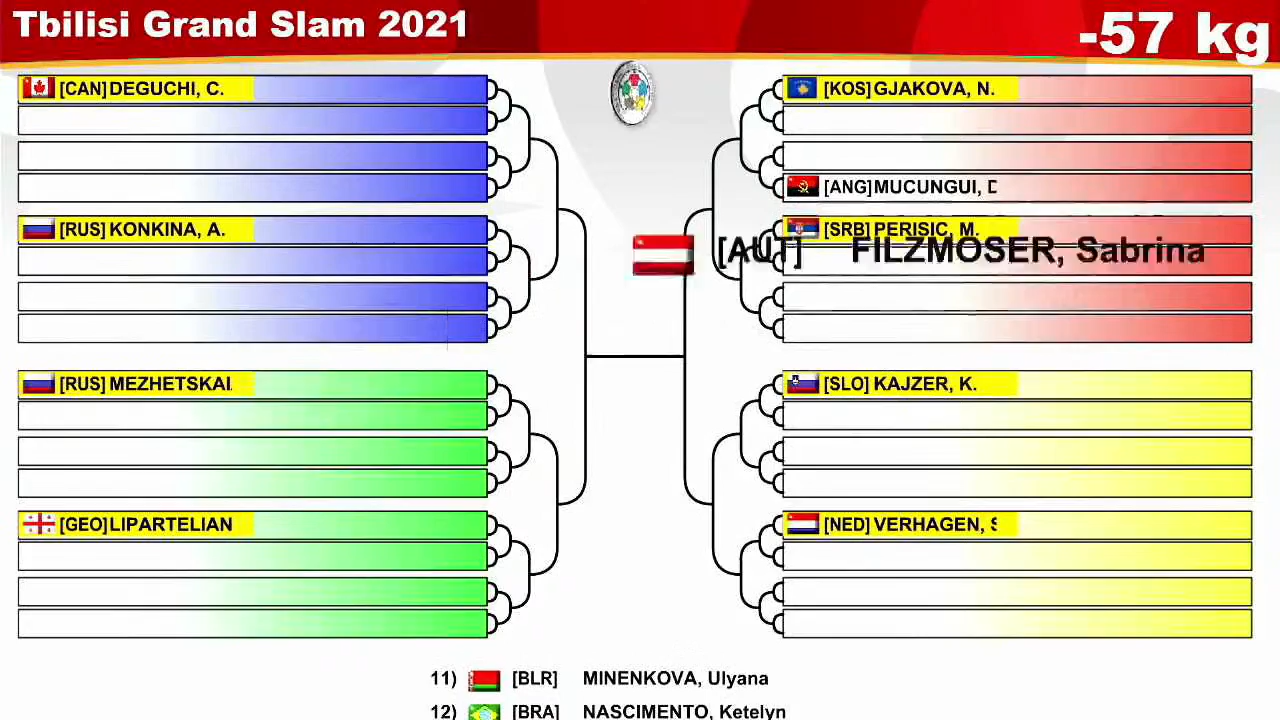 Tbilisi Grand Slam 2021
-57 kg
[CAN] DEGUCHI, C.
[RUS] KONKINA, A.
[RUS] MEZHETSKAI
[GEO] LIPARTELIAN
[KOS] GJAKOVA, N.
[ANG] MUCUNGUI, D
[SRB] PERISIC, M.
[AUT] FILZMOSER, Sabrina
[SLO] KAJZER, K.
[NED] VERHAGEN, S
11) [BLR] MINENKOVA, Ulyana
12) [BRA] NASCIMENTO, Ketelyn